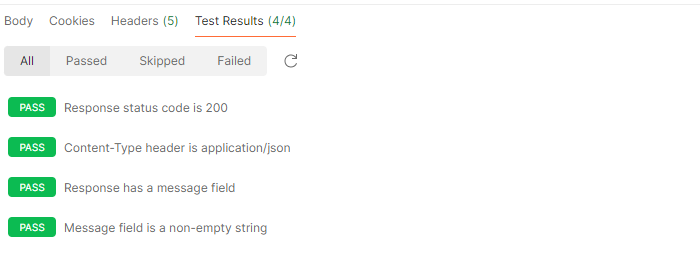 Body Cookies Headers (5) Test Results (4/4)
All Passed Skipped Failed
PASS Response status code is 200
PASS Content-Type header is application/json
PASS Response has a message field
PASS Message field is a non-empty string